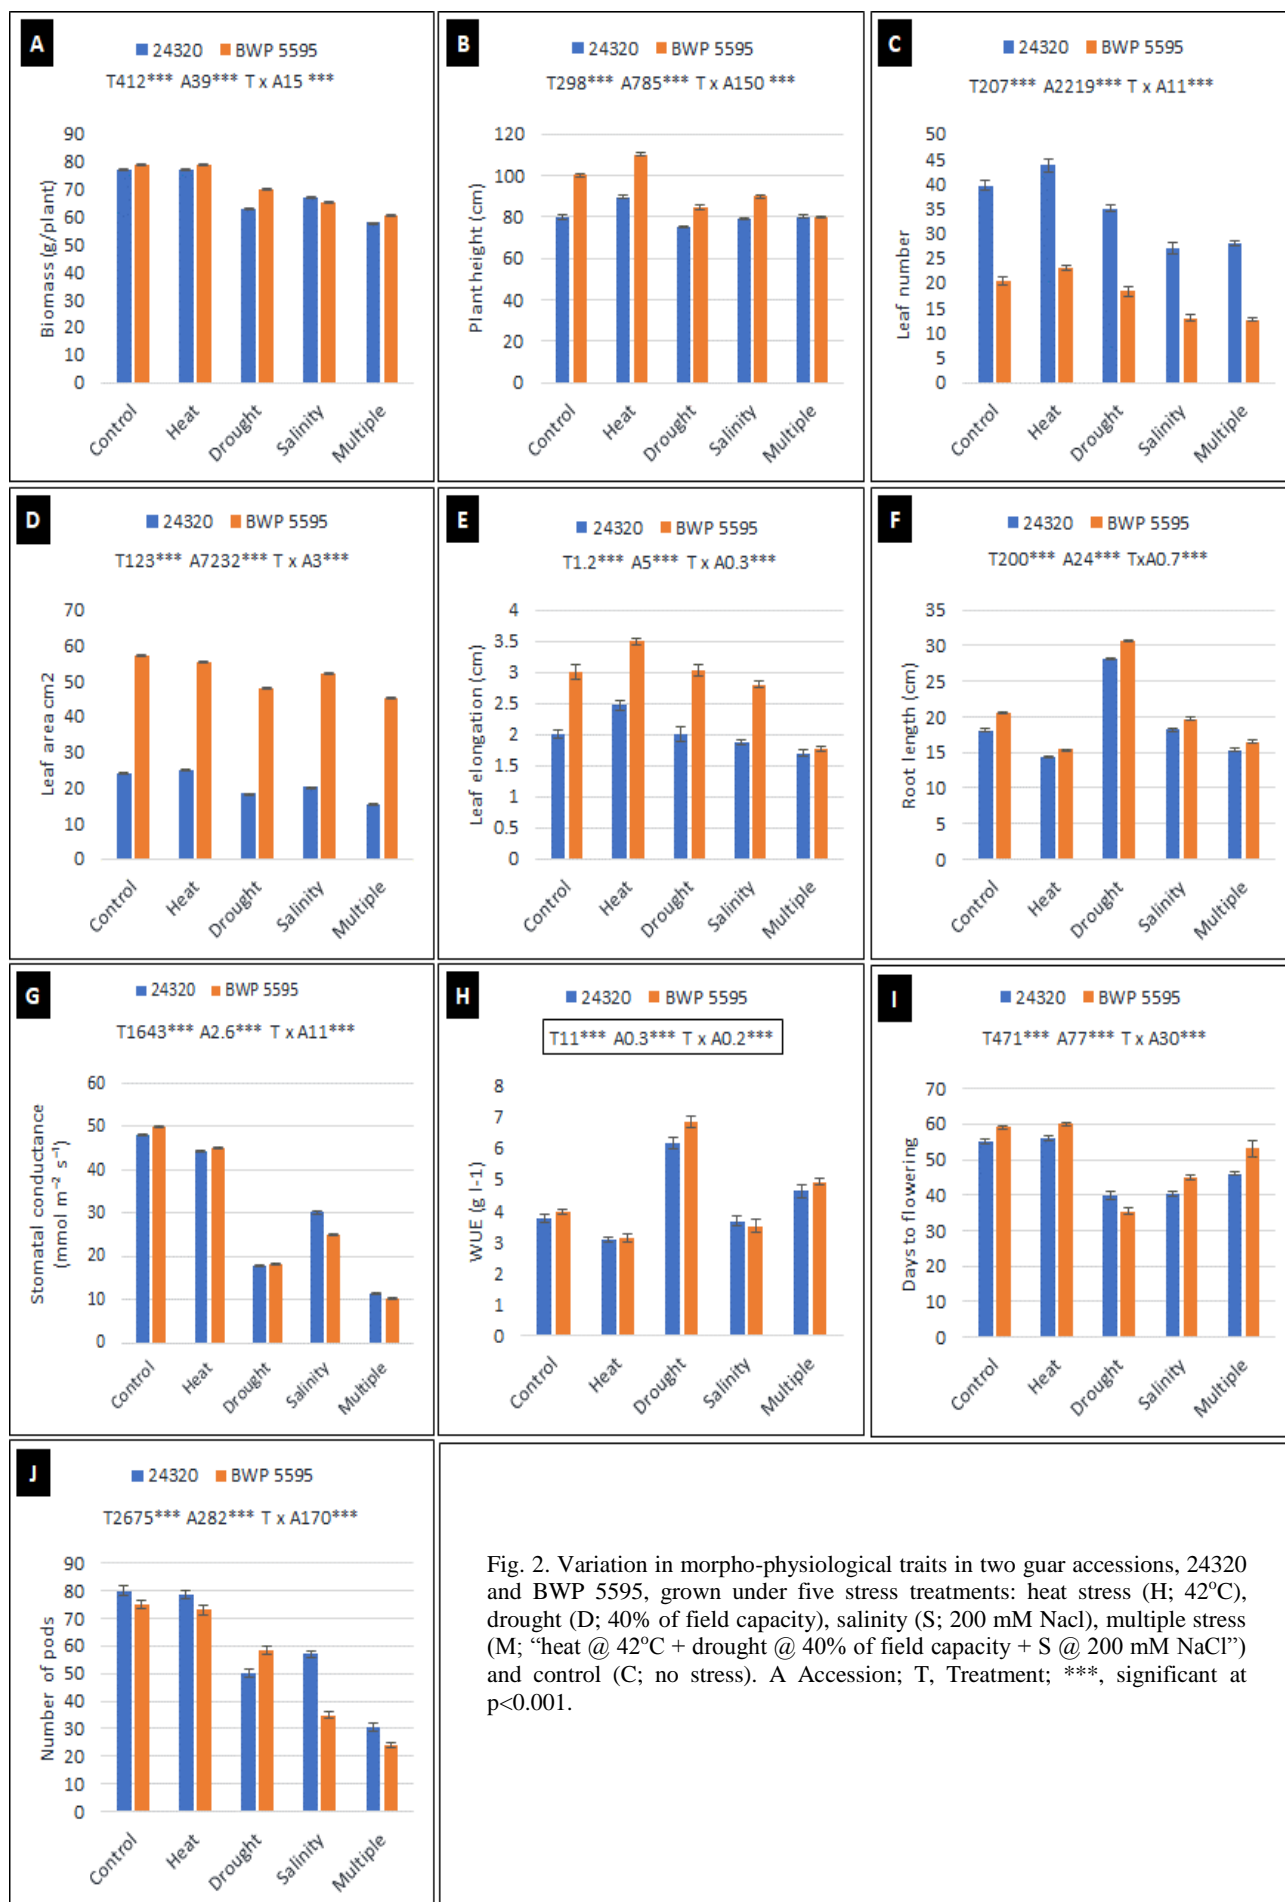 A
24320 BWP 5595
T412*** A39*** T x A15 ***
Biomass (g/plant)
90
80
70
60
50
40
30
20
10
0
Control
Heat
Drought
Salinity
Multiple
B
24320 BWP 5595
T298*** A785*** T x A150 ***
Plant height (cm)
120
100
80
60
40
20
0
Control
Heat
Drought
Salinity
Multiple
C
24320 BWP 5595
T207*** A2219*** T x A11***
Leaf number
50
45
40
35
30
25
20
15
10
5
0
Control
Heat
Drought
Salinity
Multiple
D
24320 BWP 5595
T123*** A7232*** T x A3***
Leaf area cm2
70
60
50
40
30
20
10
0
Control
Heat
Drought
Salinity
Multiple
E
24320 BWP 5595
T1.2*** A5*** T x A0.3***
Leaf elongation (cm)
4
3.5
3
2.5
2
1.5
1
0.5
0
Control
Heat
Drought
Salinity
Multiple
F
24320 BWP 5595
T200*** A24*** TxA0.7***
Root length (cm)
35
30
25
20
15
10
5
0
Control
Heat
Drought
Salinity
Multiple
G
24320 BWP 5595
T1643*** A2.6*** T x A11***
Stomatal conductance
(mmol m⁻² s⁻¹)
60
50
40
30
20
10
0
Control
Heat
Drought
Salinity
Multiple
H
24320 BWP 5595
T11*** A0.3*** T x A0.2***
WUE (g l-1)
8
7
6
5
4
3
2
1
0
Control
Heat
Drought
Salinity
Multiple
I
24320 BWP 5595
T471*** A77*** T x A30***
Days to flowering
70
60
50
40
30
20
10
0
Control
Heat
Drought
Salinity
Multiple
J
24320 BWP 5595
T2675*** A282*** T x A170***
Number of pods
90
80
70
60
50
40
30
20
10
0
Control
Heat
Drought
Salinity
Multiple
Fig. 2. Variation in morpho-physiological traits in two guar accessions, 24320
and BWP 5595, grown under five stress treatments: heat stress (H; 42°C),
drought (D; 40% of field capacity), salinity (S; 200 mM Nacl), multiple stress
(M; “heat @ 42°C + drought @ 40% of field capacity + S @ 200 mM NaCl”)
and control (C; no stress). A Accession; T, Treatment; ***, significant at
p<0.001.